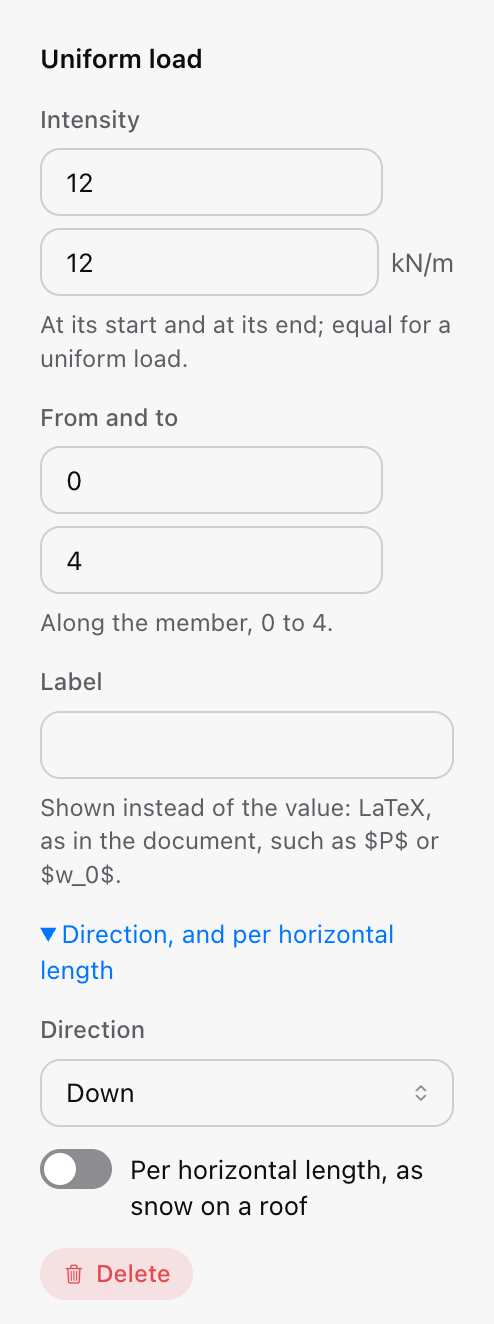 Uniform load
Intensity
12
12 kN/m
At its start and at its end; equal for a
uniform load.
From and to
0
4
Along the member, 0 to 4.
Label
Shown instead of the value: LaTeX,
as in the document, such as $P$ or
$w_0$.
▼ Direction, and per horizontal
length
Direction
Down
Per horizontal length, as
snow on a roof
Delete